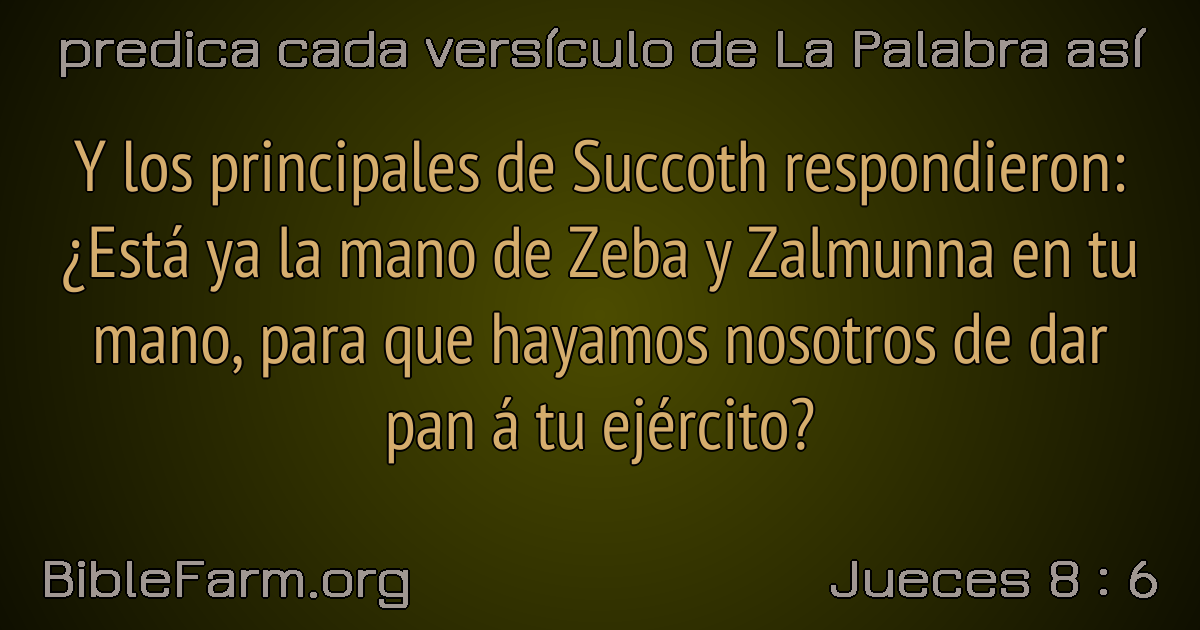 predica cada versículo de La Palabra así
Y los principales de Succoth respondieron:
¿Está ya la mano de Zeba y Zalmunna en tu
mano, para que hayamos nosotros de dar
pan á tu ejército?
BibleFarm.org
Jueces 8 : 6